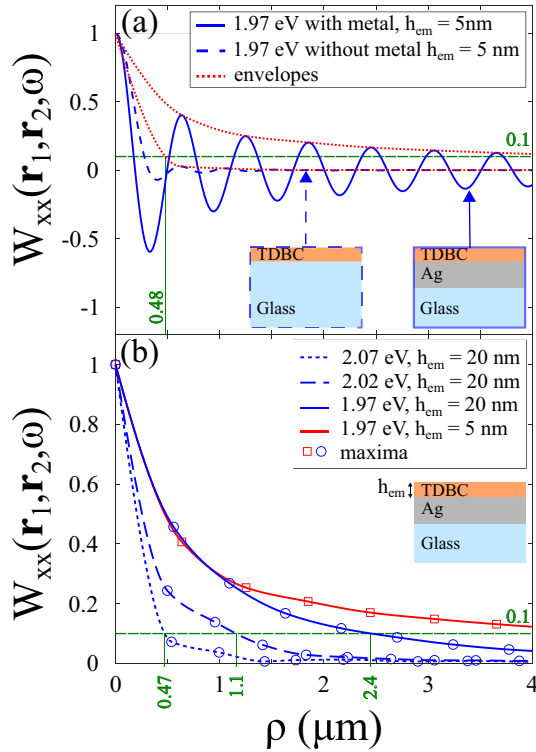 (a)
1.97 eV with metal, h_em = 5nm
1.97 eV without metal h_em = 5 nm
envelopes
W_xx(r₁,r₂,ω)
1
0.5
0
-0.5
-1
0.1
0.48
TDBC
Glass
TDBC
Ag
Glass
(b)
2.07 eV, h_em = 20 nm
2.02 eV, h_em = 20 nm
1.97 eV, h_em = 20 nm
1.97 eV, h_em = 5 nm
maxima
W_xx(r₁,r₂,ω)
1
0.8
0.6
0.4
0.2
0
h_em
TDBC
Ag
Glass
0.1
0.47
1.1
2.4
0 1 2 3 4
ρ (μm)